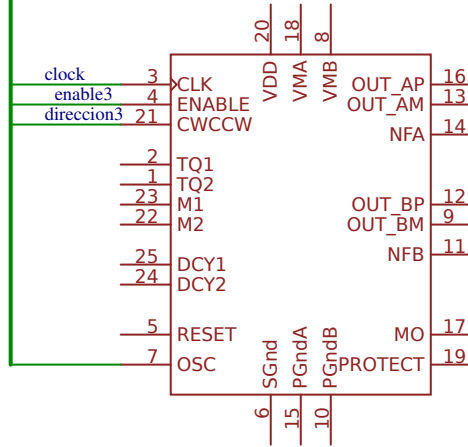 20 18 8
VDD VMA VMB
clock 3 CLK OUT_AP 16
enable3 4 ENABLE OUT_AM 13
direccion3 21 CWCCW
NFA 14
2 TQ1
1 TQ2
23 M1 OUT_BP 12
22 M2 OUT_BM 9
NFB 11
25 DCY1
24 DCY2
5 RESET MO 17
7 OSC PROTECT 19
SGnd PGndA PGndB
6 15 10